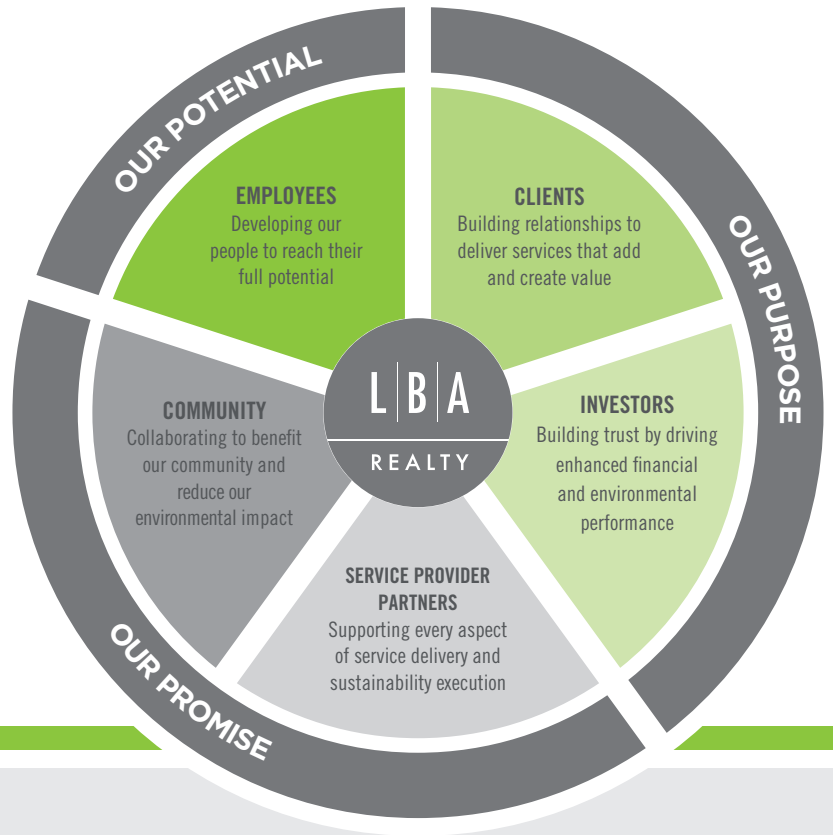 OUR POTENTIAL
EMPLOYEES
Developing our
people to reach their
full potential
OUR PURPOSE
CLIENTS
Building relationships to
deliver services that add
and create value
INVESTORS
Building trust by driving
enhanced financial
and environmental
performance
OUR PROMISE
SERVICE PROVIDER
PARTNERS
Supporting every aspect
of service delivery and
sustainability execution
COMMUNITY
Collaborating to benefit
our community and
reduce our
environmental impact
L|B|A
REALTY